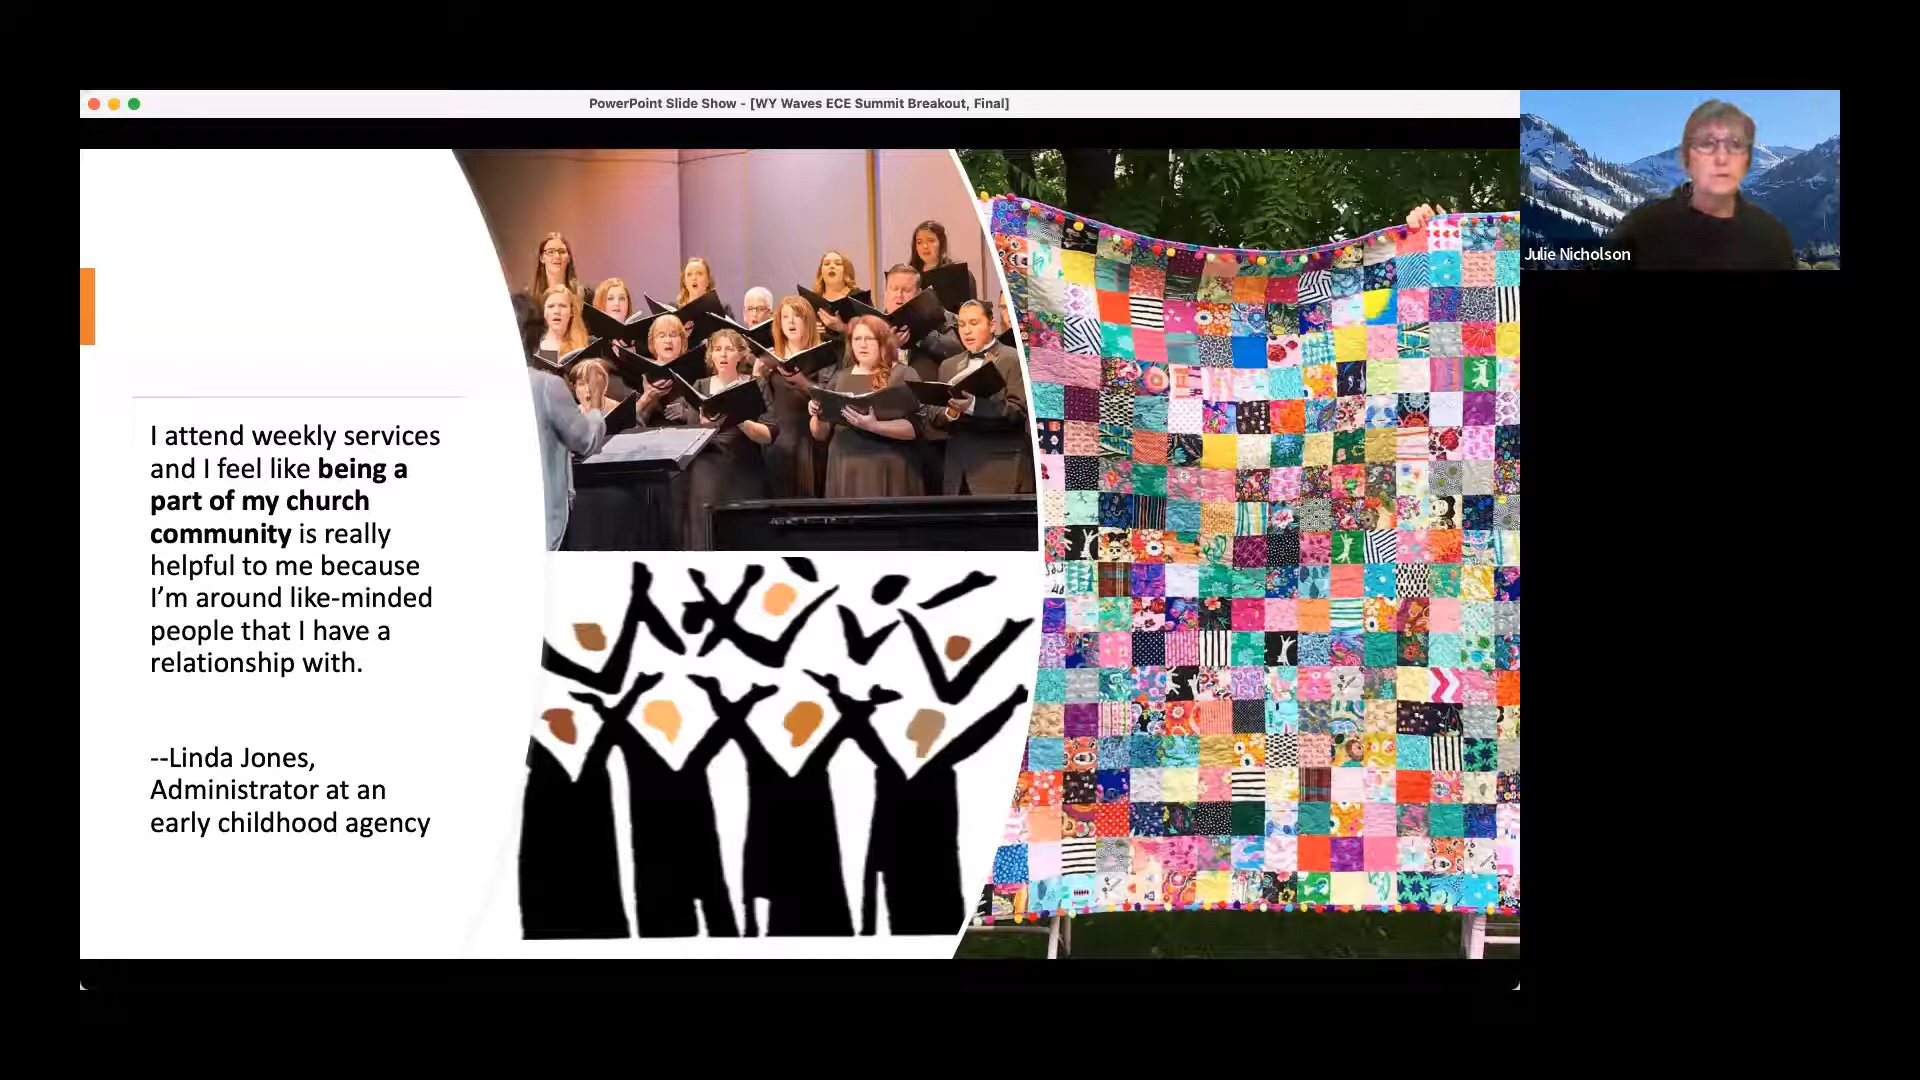 PowerPoint Slide Show - [WY Waves ECE Summit Breakout, Final]
Julie Nicholson
I attend weekly services
and I feel like being a
part of my church
community is really
helpful to me because
I’m around like-minded
people that I have a
relationship with.
--Linda Jones,
Administrator at an
early childhood agency